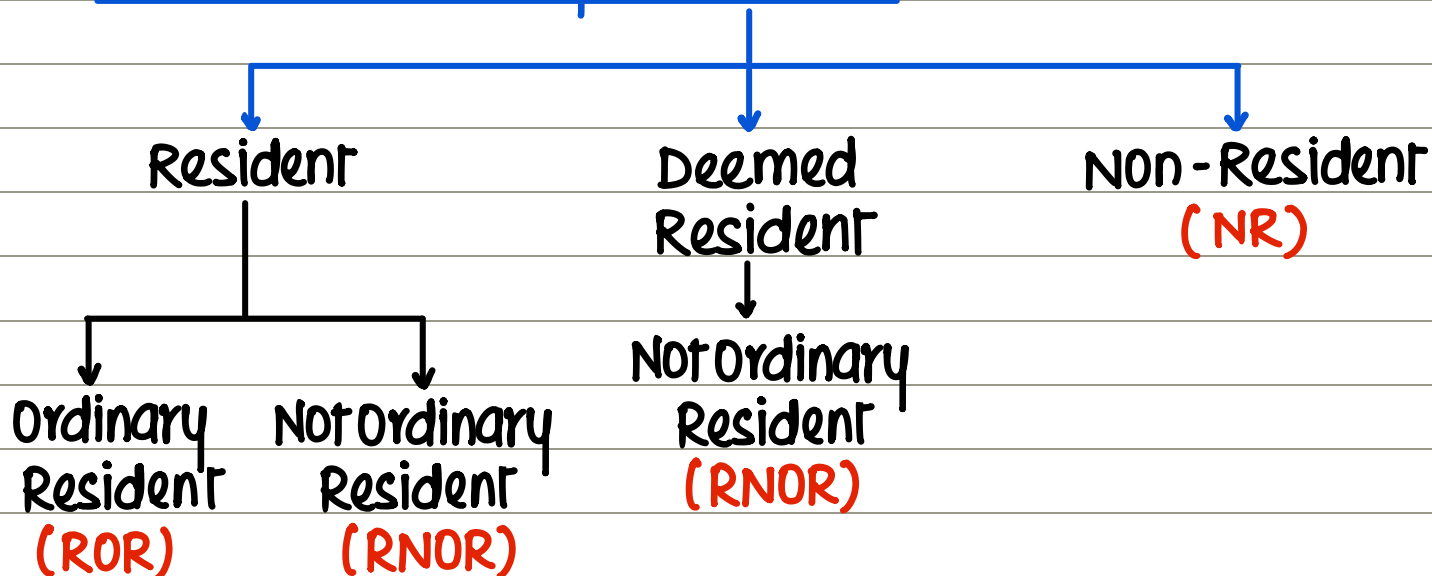 Resident
Deemed
Resident
Non-Resident
(NR)
Not Ordinary
Resident
(RNOR)
Ordinary
Resident
(ROR)
Not Ordinary
Resident
(RNOR)